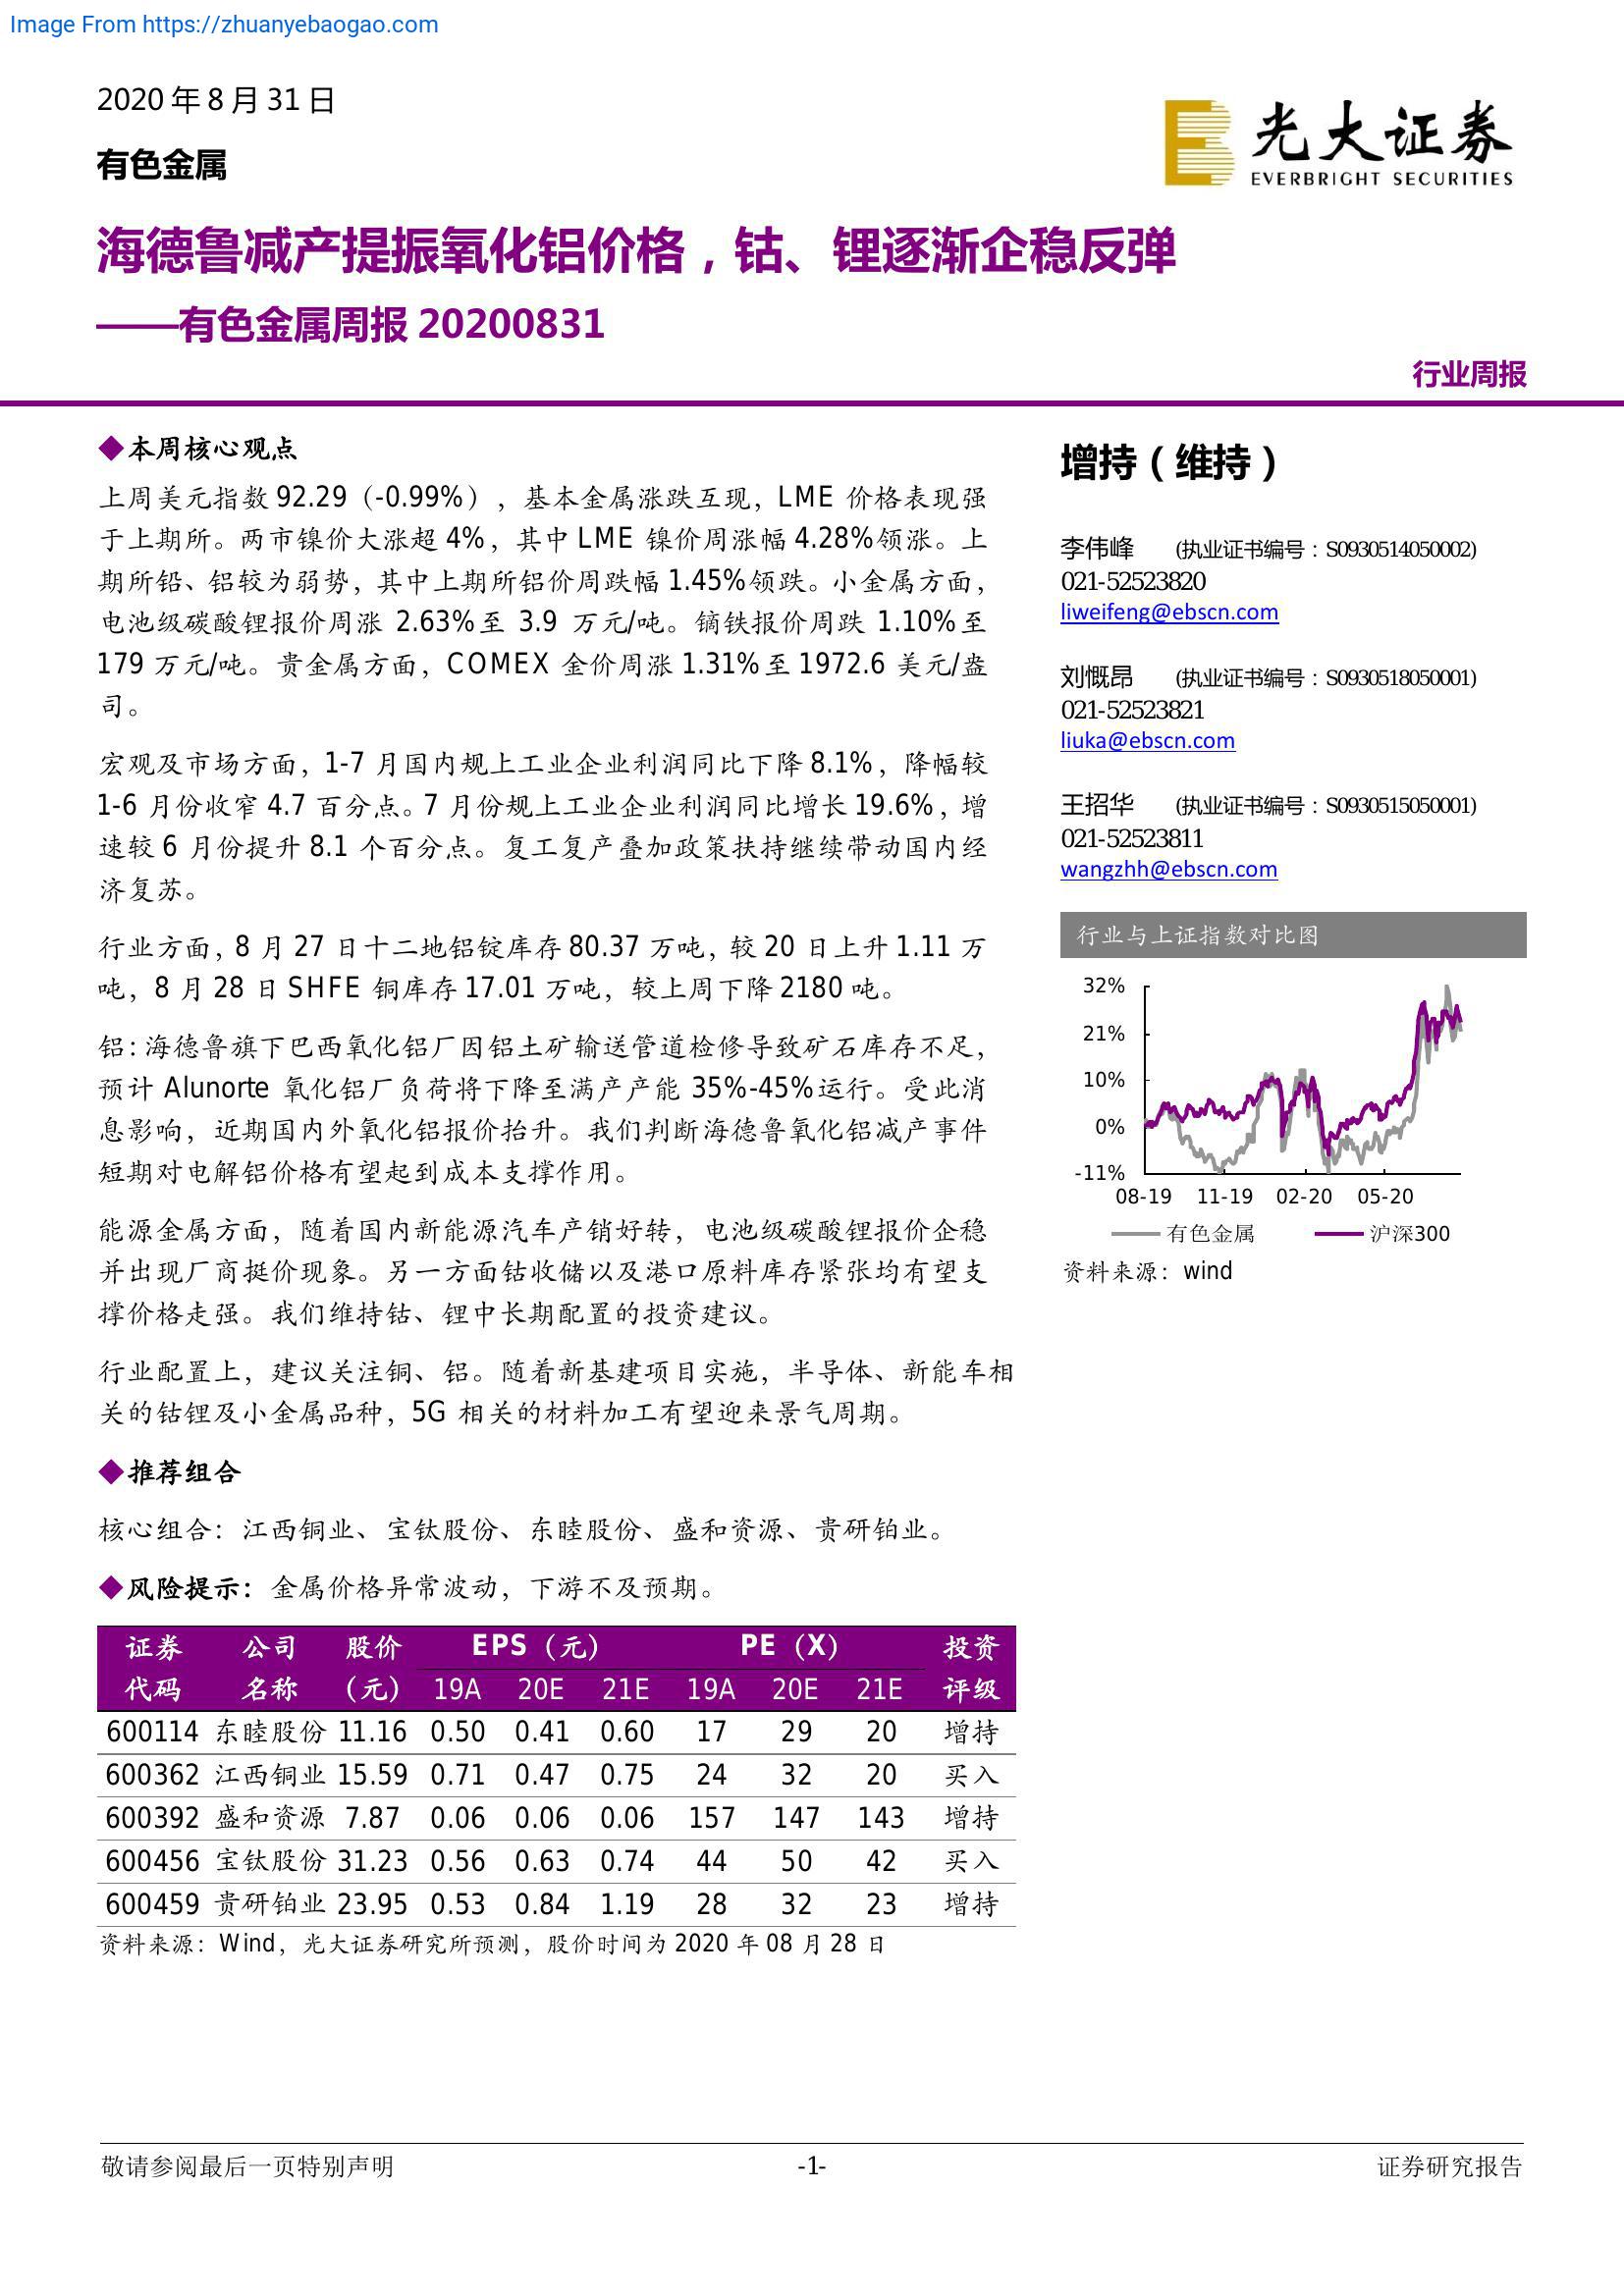 Image From https://zhuanyebaogao.com
2020 年 8 月 31 日
有色金属
光大证券
EVERBRIGHT SECURITIES
海德鲁减产提振氧化铝价格，钴、锂逐渐企稳反弹
——有色金属周报 20200831
行业周报
◆本周核心观点
上周美元指数 92.29（-0.99%），基本金属涨跌互现，LME 价格表现强
于上期所。两市镍价大涨超 4%，其中 LME 镍价周涨幅 4.28%领涨。上
期所铅、铝较为弱势，其中上期所铝价周跌幅 1.45%领跌。小金属方面，
电池级碳酸锂报价周涨 2.63%至 3.9 万元/吨。镝铁报价周跌 1.10%至
179 万元/吨。贵金属方面，COMEX 金价周涨 1.31%至 1972.6 美元/盎
司。
宏观及市场方面，1-7 月国内规上工业企业利润同比下降 8.1%，降幅较
1-6 月份收窄 4.7 百分点。7 月份规上工业企业利润同比增长 19.6%，增
速较 6 月份提升 8.1 个百分点。复工复产叠加政策扶持继续带动国内经
济复苏。
行业方面，8 月 27 日十二地铝锭库存 80.37 万吨，较 20 日上升 1.11 万
吨，8 月 28 日 SHFE 铜库存 17.01 万吨，较上周下降 2180 吨。
铝：海德鲁旗下巴西氧化铝厂因铝土矿输送管道检修导致矿石库存不足，
预计 Alunorte 氧化铝厂负荷将下降至满产产能 35%-45%运行。受此消
息影响，近期国内外氧化铝报价抬升。我们判断海德鲁氧化铝减产事件
短期对电解铝价格有望起到成本支撑作用。
能源金属方面，随着国内新能源汽车产销好转，电池级碳酸锂报价企稳
并出现厂商挺价现象。另一方面钴收储以及港口原料库存紧张均有望支
撑价格走强。我们维持钴、锂中长期配置的投资建议。
行业配置上，建议关注铜、铝。随着新基建项目实施，半导体、新能车相
关的钴锂及小金属品种，5G 相关的材料加工有望迎来景气周期。
◆推荐组合
核心组合：江西铜业、宝钛股份、东睦股份、盛和资源、贵研铂业。
◆风险提示：金属价格异常波动，下游不及预期。
证券 公司 股价 EPS（元） PE（X） 投资
代码 名称 （元） 19A 20E 21E 19A 20E 21E 评级
600114 东睦股份 11.16 0.50 0.41 0.60 17 29 20 增持
600362 江西铜业 15.59 0.71 0.47 0.75 24 32 20 买入
600392 盛和资源 7.87 0.06 0.06 0.06 157 147 143 增持
600456 宝钛股份 31.23 0.56 0.63 0.74 44 50 42 买入
600459 贵研铂业 23.95 0.53 0.84 1.19 28 32 23 增持
资料来源：Wind，光大证券研究所预测，股价时间为 2020 年 08 月 28 日
增持（维持）
李伟峰 (执业证书编号：S0930514050002)
021-52523820
liweifeng@ebscn.com
刘慨昂 (执业证书编号：S0930518050001)
021-52523821
liuka@ebscn.com
王招华 (执业证书编号：S0930515050001)
021-52523811
wangzhh@ebscn.com
行业与上证指数对比图
32%
21%
10%
0%
-11%
08-19 11-19 02-20 05-20
有色金属 沪深300
资料来源：wind
敬请参阅最后一页特别声明 -1- 证券研究报告